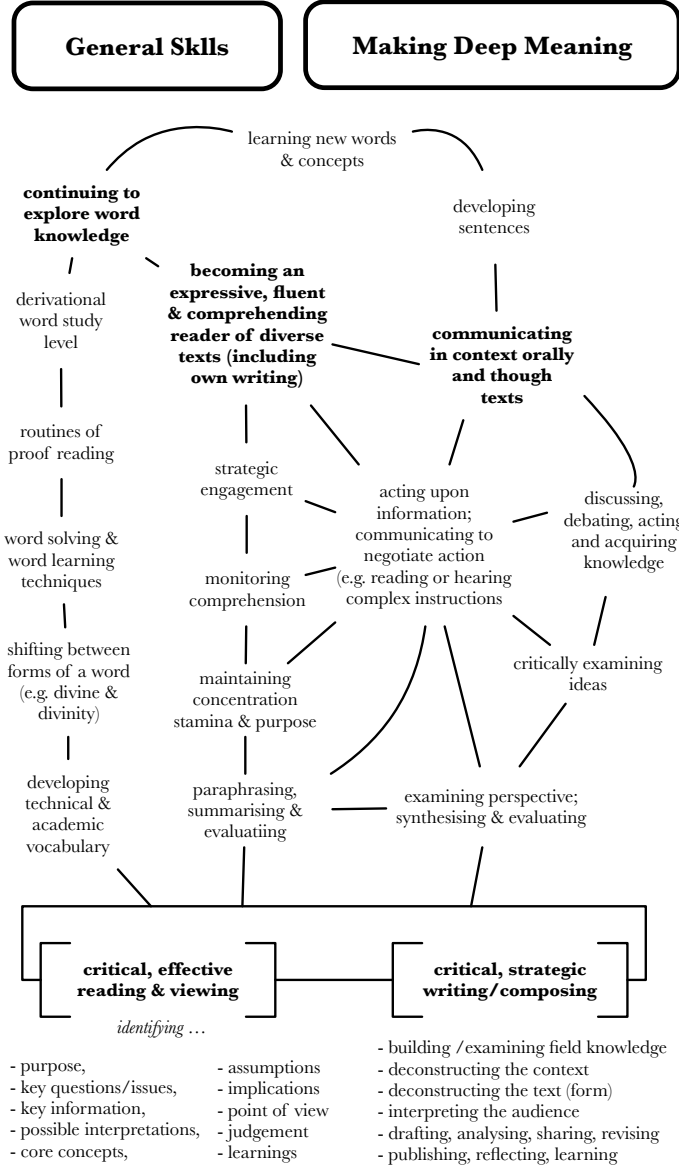 General Sklls
Making Deep Meaning
learning new words
& concepts
continuing to
explore word
knowledge
developing
sentences
becoming an
expressive, fluent
& comprehending
reader of diverse
texts (including
own writing)
derivational
word study
level
communicating
in context orally
and though
texts
routines of
proof reading
strategic
engagement
acting upon
information;
communicating to
negotiate action
(e.g. reading or hearing
complex instructions
discussing,
debating, acting
and acquiring
knowledge
word solving &
word learning
techniques
monitoring
comprehension
shifting between
forms of a word
(e.g. divine &
divinity)
maintaining
concentration
stamina & purpose
critically examining
ideas
developing
technical &
academic
vocabulary
paraphrasing,
summarising &
evaluatiing
examining perspective;
synthesising & evaluating
critical, effective
reading & viewing
critical, strategic
writing/composing
identifying …
- purpose,
- key questions/issues,
- key information,
- possible interpretations,
- core concepts,
- assumptions
- implications
- point of view
- judgement
- learnings
- building /examining field knowledge
- deconstructing the context
- deconstructing the text (form)
- interpreting the audience
- drafting, analysing, sharing, revising
- publishing, reflecting, learning